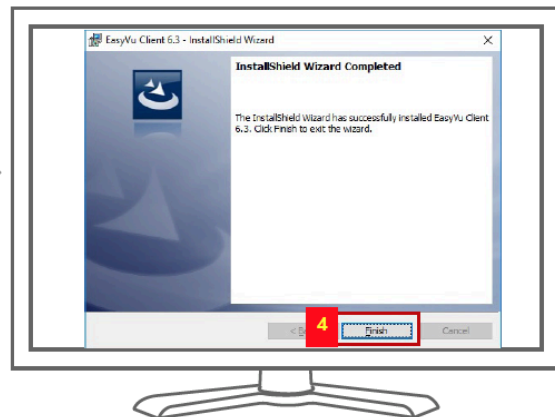 EasyVu Client 6.3 - InstallShield Wizard
InstallShield Wizard Completed
The InstallShield Wizard has successfully installed EasyVu Client
6.3. Click Finish to exit the wizard.
4 Finish Cancel